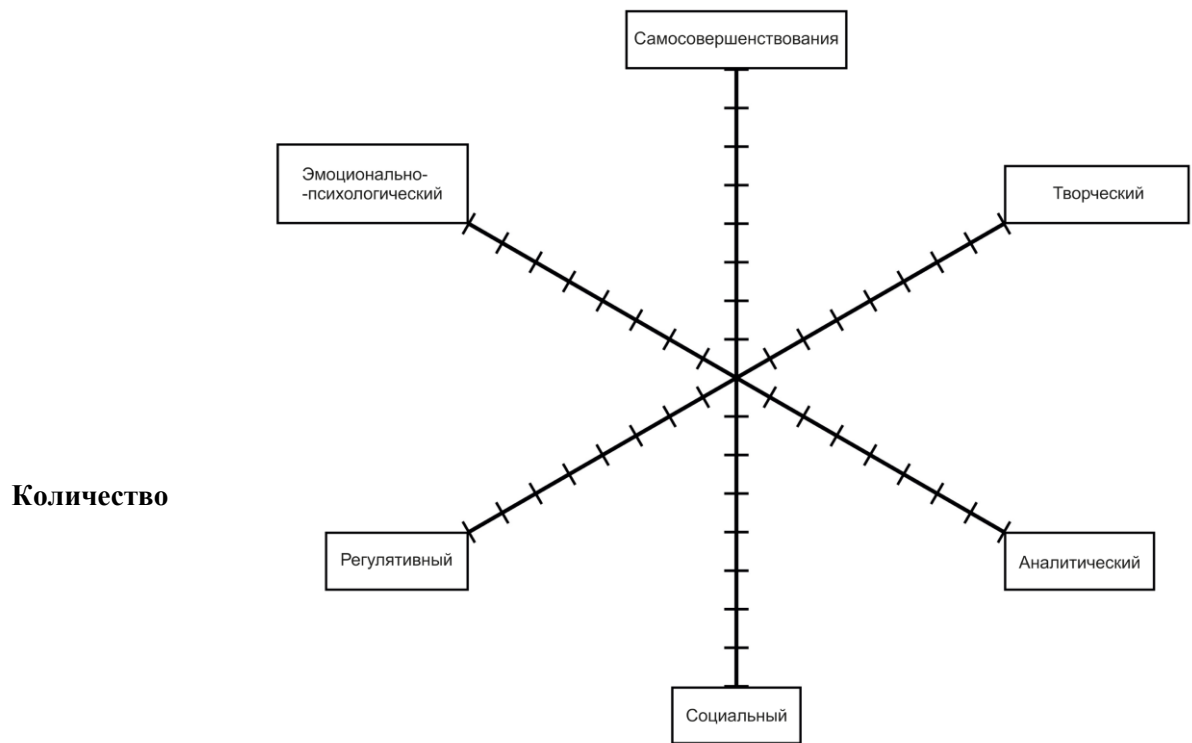 Самосовершенствования
Эмоционально-
-психологический
Творческий
Количество
Регулятивный
Аналитический
Социальный